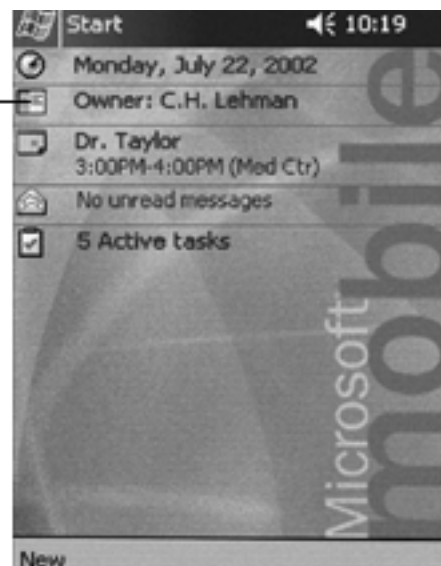 Start 10:19
Monday, July 22, 2002
Owner: C.H. Lehman
Dr. Taylor
3:00PM-4:00PM (Med Ctr)
No unread messages
5 Active tasks
Microsoft
mobile
New